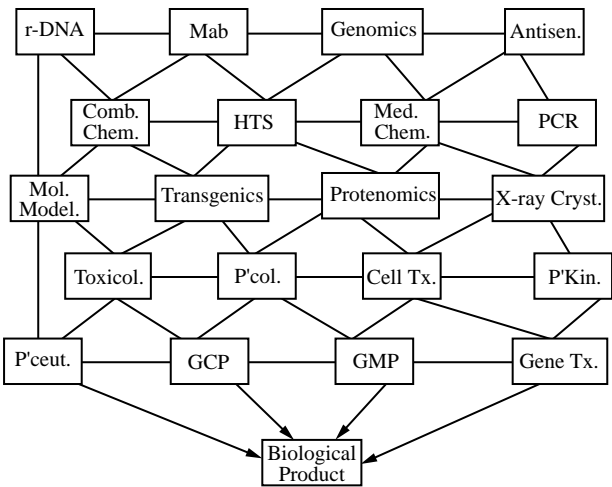 r-DNA
Mab
Genomics
Antisen.
Comb.
Chem.
HTS
Med.
Chem.
PCR
Mol.
Model.
Transgenics
Protenomics
X-ray Cryst.
Toxicol.
P'col.
Cell Tx.
P'Kin.
P'ceut.
GCP
GMP
Gene Tx.
Biological
Product